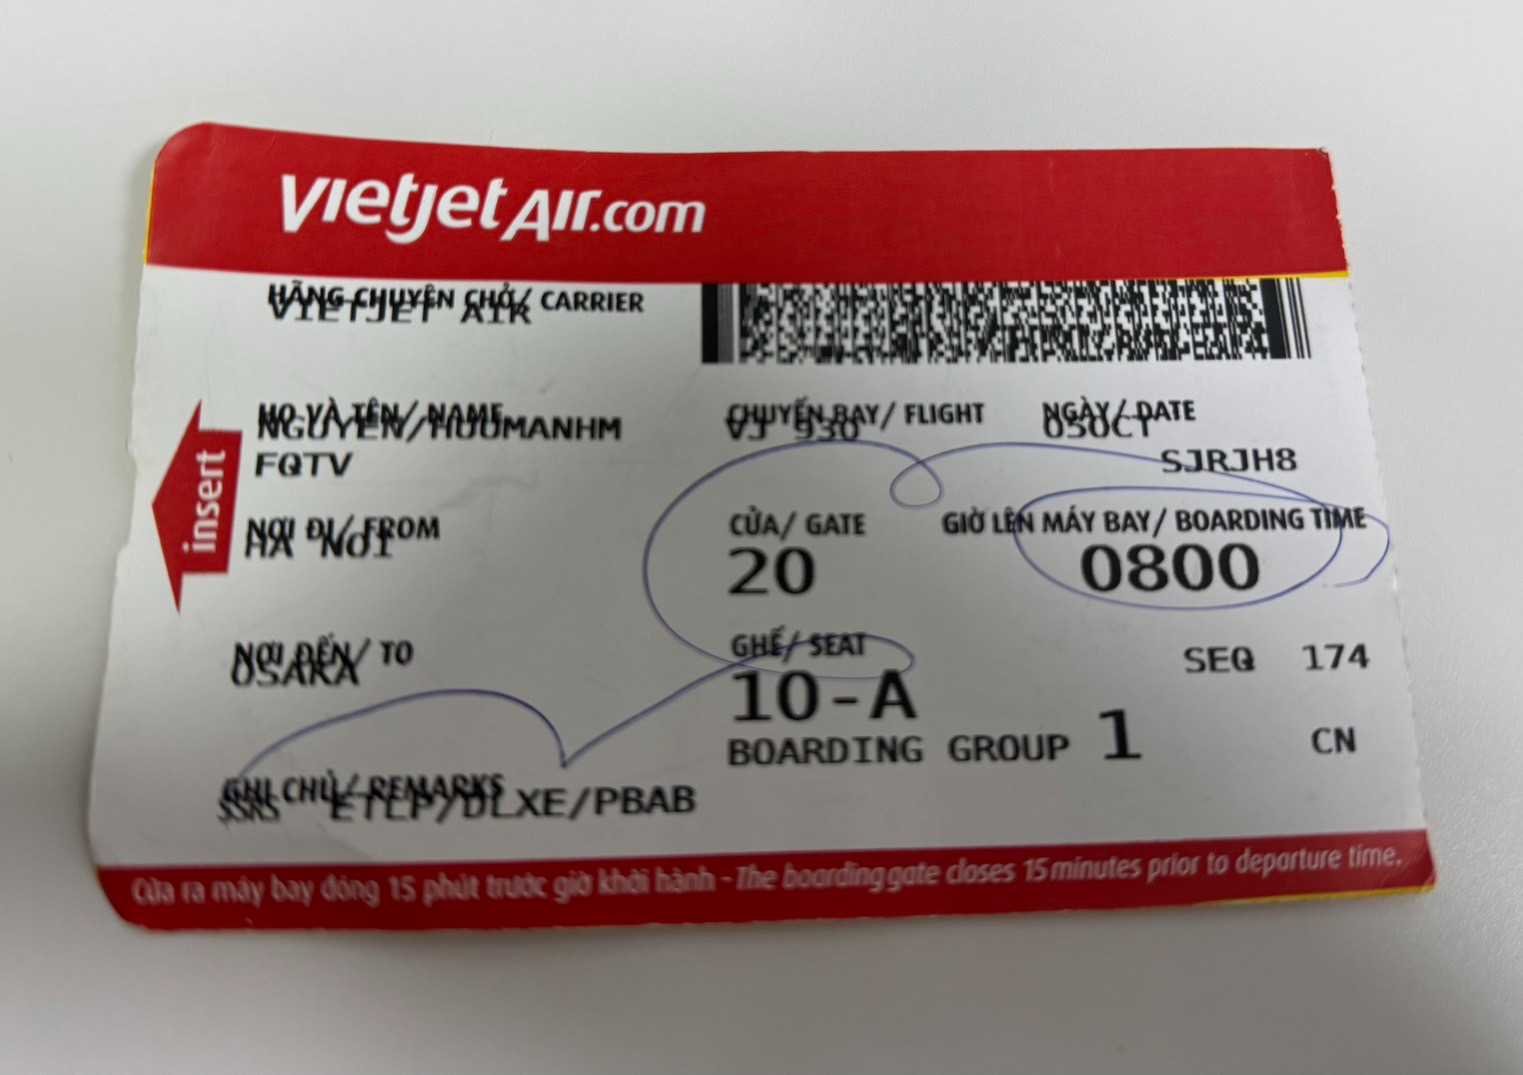 vietjetAir.com
HÃNG CHUYÊN CHỞ/ CARRIER
VIETJET AIR
HỌ VÀ TÊN/ NAME
NGUYEN/HUUMANHM
CHUYẾN BAY/ FLIGHT
VJ 930
NGÀY/ DATE
05OCT
FQTV
SJRJH8
insert
NƠI ĐI/ FROM
HA NOI
CỬA/ GATE
20
GIỜ LÊN MÁY BAY/ BOARDING TIME
0800
NƠI ĐẾN/ TO
OSAKA
GHẾ/ SEAT
10-A
SEQ 174
BOARDING GROUP 1
CN
GHI CHÚ/ REMARKS
SSRS ETLP/DLXE/PBAB
Cửa ra máy bay đóng 15 phút trước giờ khởi hành - The boarding gate closes 15 minutes prior to departure time.